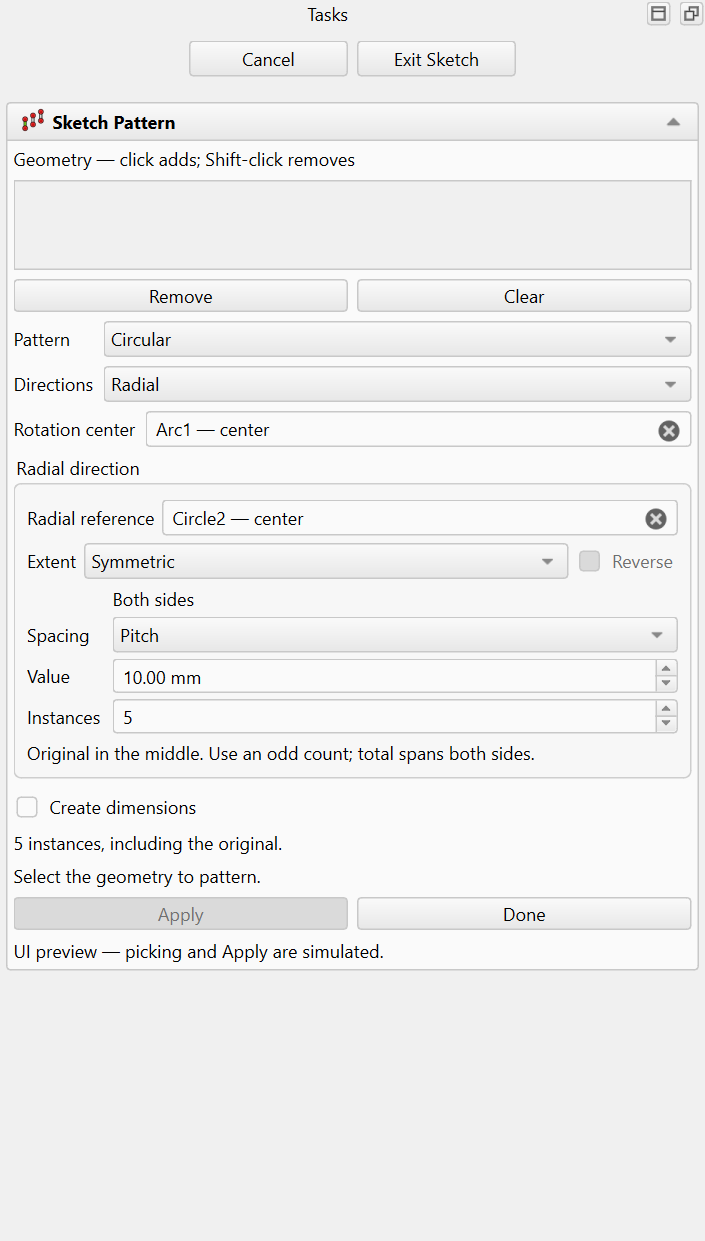 Tasks
Cancel Exit Sketch
Sketch Pattern
Geometry — click adds; Shift-click removes
Remove Clear
Pattern Circular
Directions Radial
Rotation center Arc1 — center
Radial direction
Radial reference Circle2 — center
Extent Symmetric Reverse
Both sides
Spacing Pitch
Value 10.00 mm
Instances 5
Original in the middle. Use an odd count; total spans both sides.
Create dimensions
5 instances, including the original.
Select the geometry to pattern.
Apply Done
UI preview — picking and Apply are simulated.